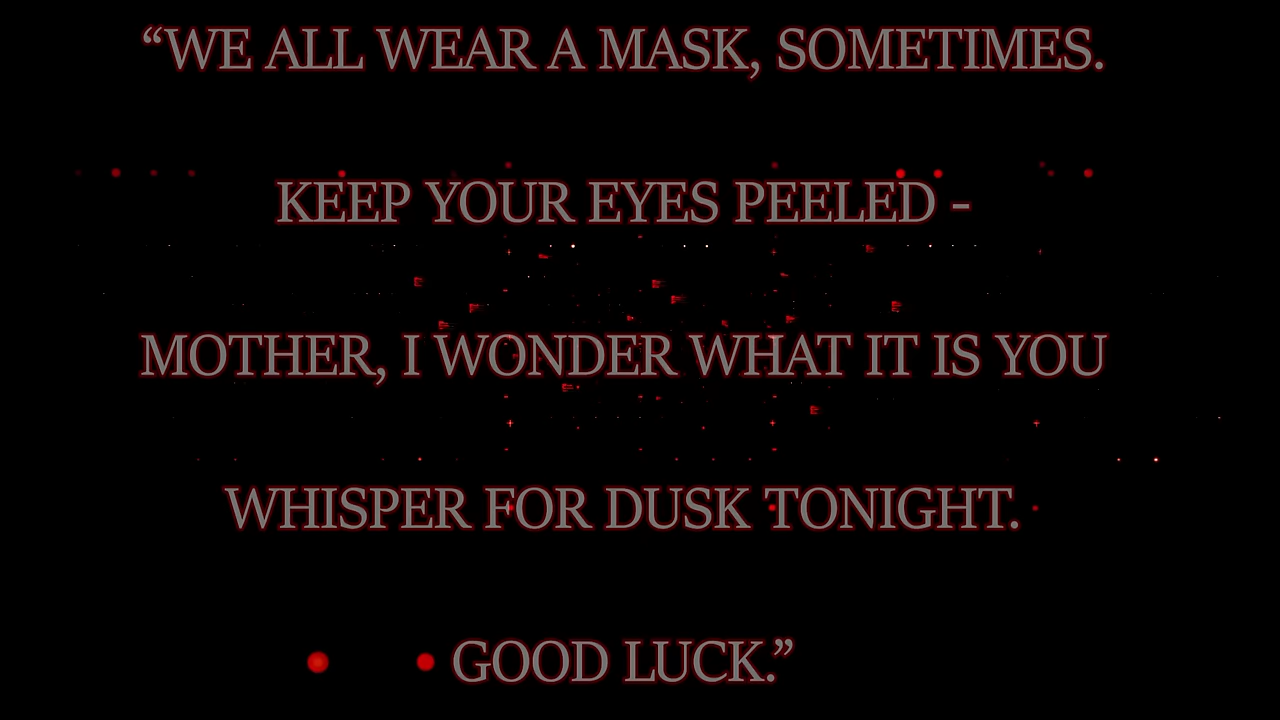 “WE ALL WEAR A MASK, SOMETIMES.
KEEP YOUR EYES PEELED -
MOTHER, I WONDER WHAT IT IS YOU
WHISPER FOR DUSK TONIGHT.
GOOD LUCK.”